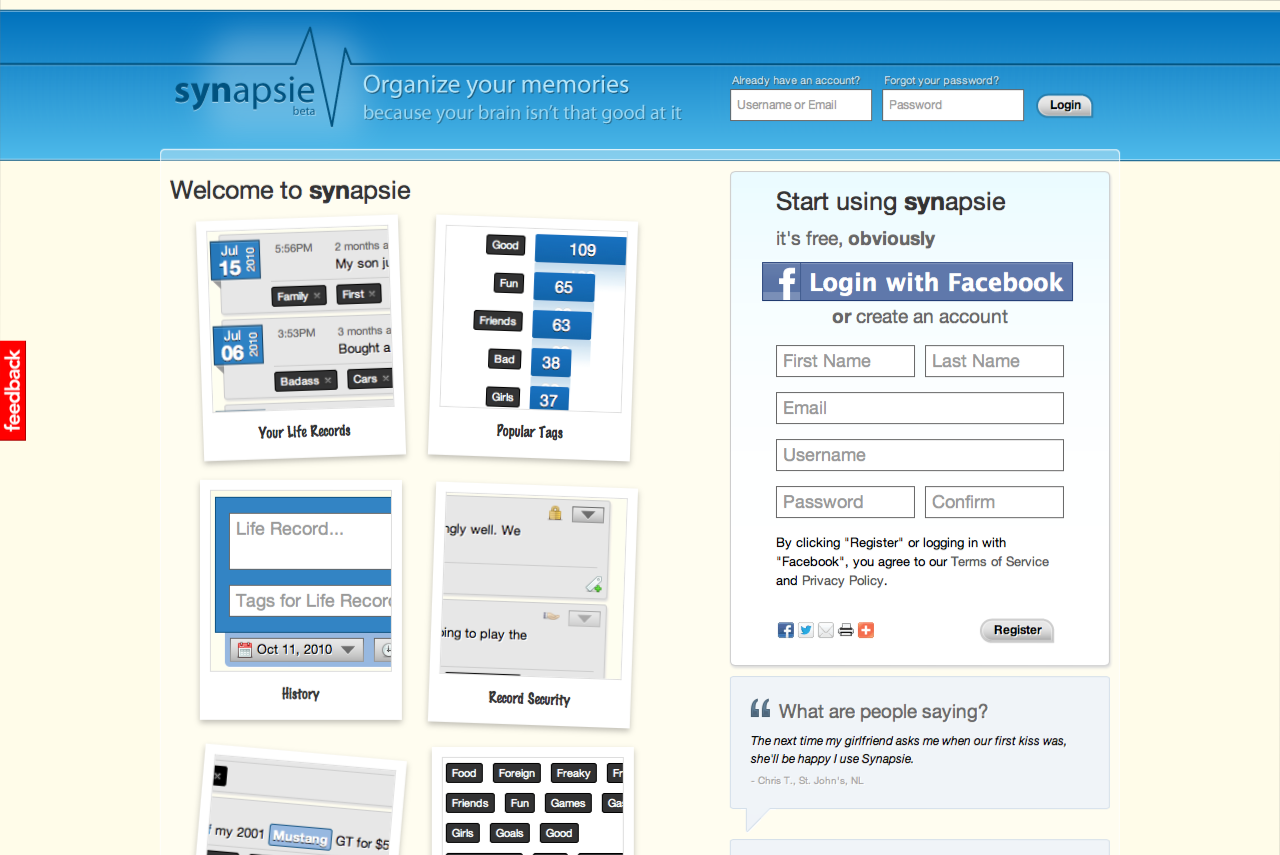 synapsie
beta
Organize your memories
because your brain isn't that good at it
Already have an account?
Forgot your password?
Username or Email
Password
Login
feedback
Welcome to synapsie
Jul
15
2010
5:56PM
2 months a
My son ju
Family ×
First ×
Jul
06
2010
3:53PM
3 months a
Bought a
Badass ×
Cars ×
Your Life Records
Good 109
Fun 65
Friends 63
Bad 38
Girls 37
Popular Tags
Life Record...
Tags for Life Record
Oct 11, 2010
History
ngly well. We
oing to play the
Record Security
×
f my 2001 Mustang GT for $5
Food Foreign Freaky Fr
Friends Fun Games Gas
Girls Goals Good
Start using synapsie
it's free, obviously
f Login with Facebook
or create an account
First Name
Last Name
Email
Username
Password
Confirm
By clicking "Register" or logging in with
"Facebook", you agree to our Terms of Service
and Privacy Policy.
Register
What are people saying?
The next time my girlfriend asks me when our first kiss was,
she'll be happy I use Synapsie.
- Chris T., St. John's, NL